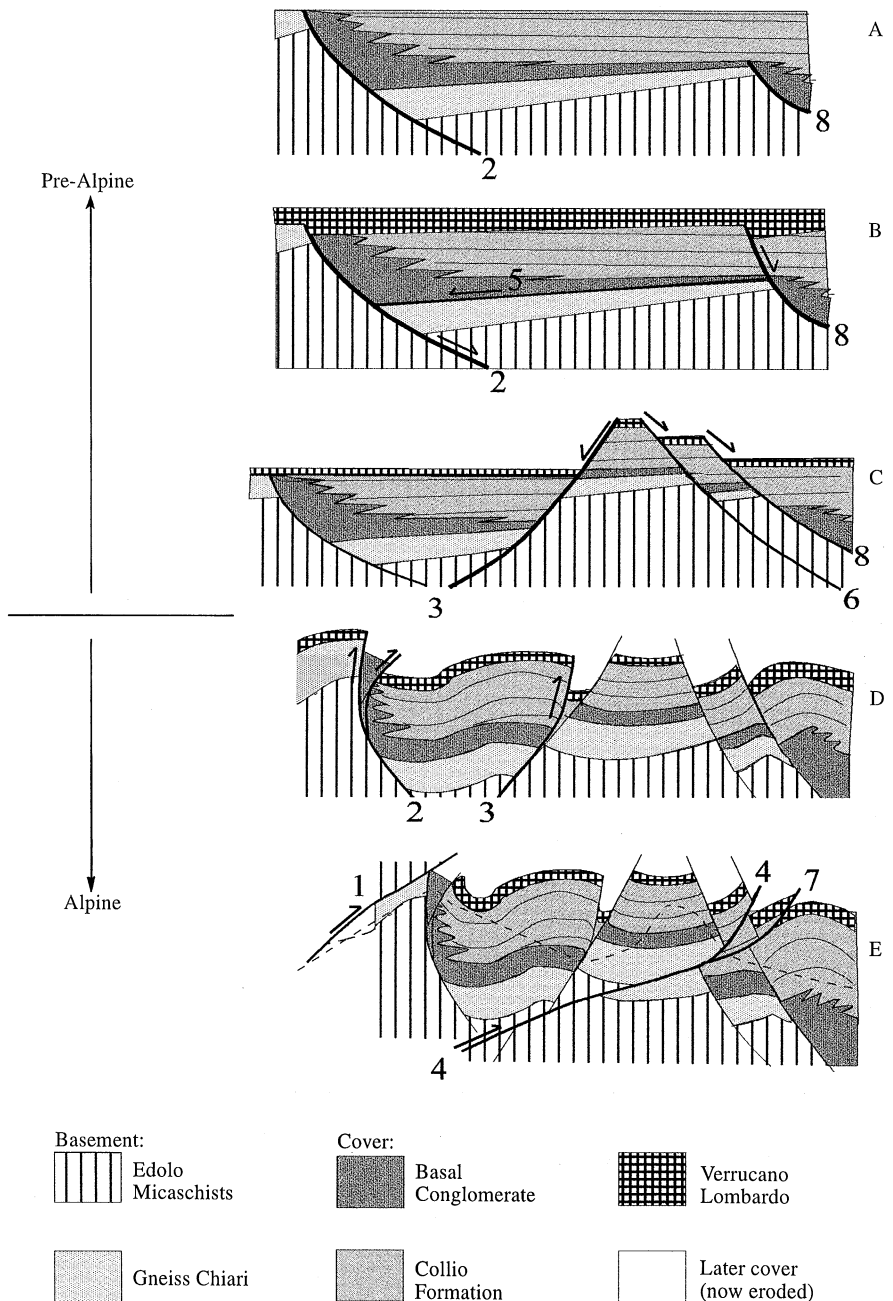 A
8
2
Pre-Alpine
B
5
8
2
C
8
3
6
D
2
3
4
7
1
Alpine
E
4
Basement:
Cover:
Edolo
Micaschists
Basal
Conglomerate
Verrucano
Lombardo
Gneiss Chiari
Collio
Formation
Later cover
(now eroded)